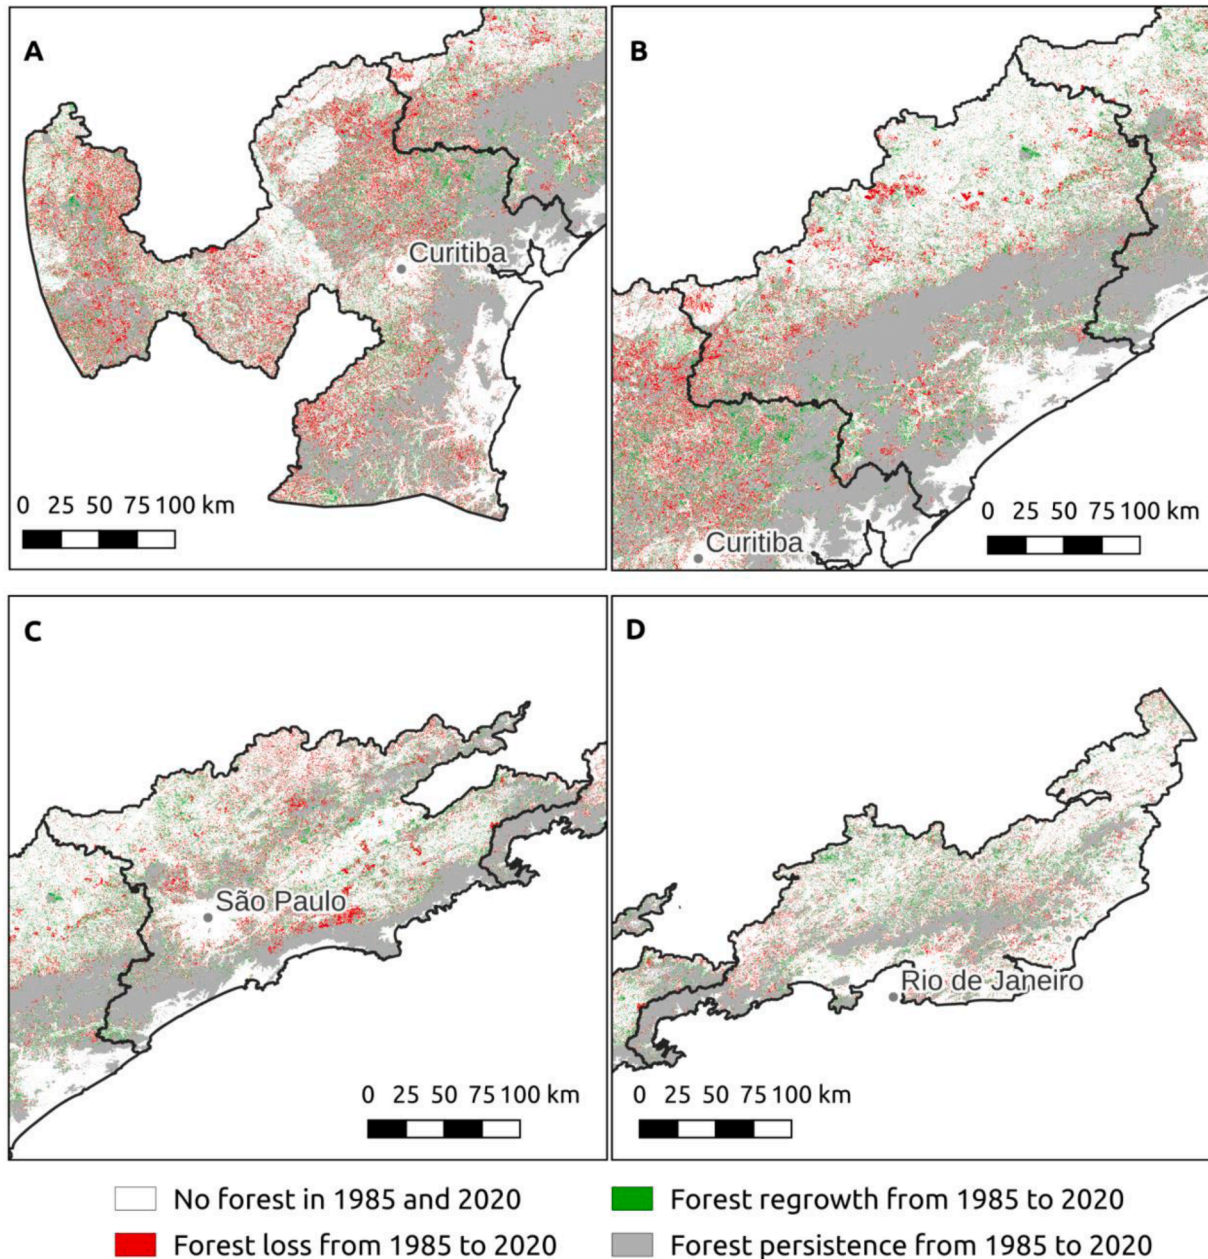 A
Curitiba
0 25 50 75 100 km
B
Curitiba
0 25 50 75 100 km
C
São Paulo
0 25 50 75 100 km
D
Rio de Janeiro
0 25 50 75 100 km
No forest in 1985 and 2020
Forest regrowth from 1985 to 2020
Forest loss from 1985 to 2020
Forest persistence from 1985 to 2020